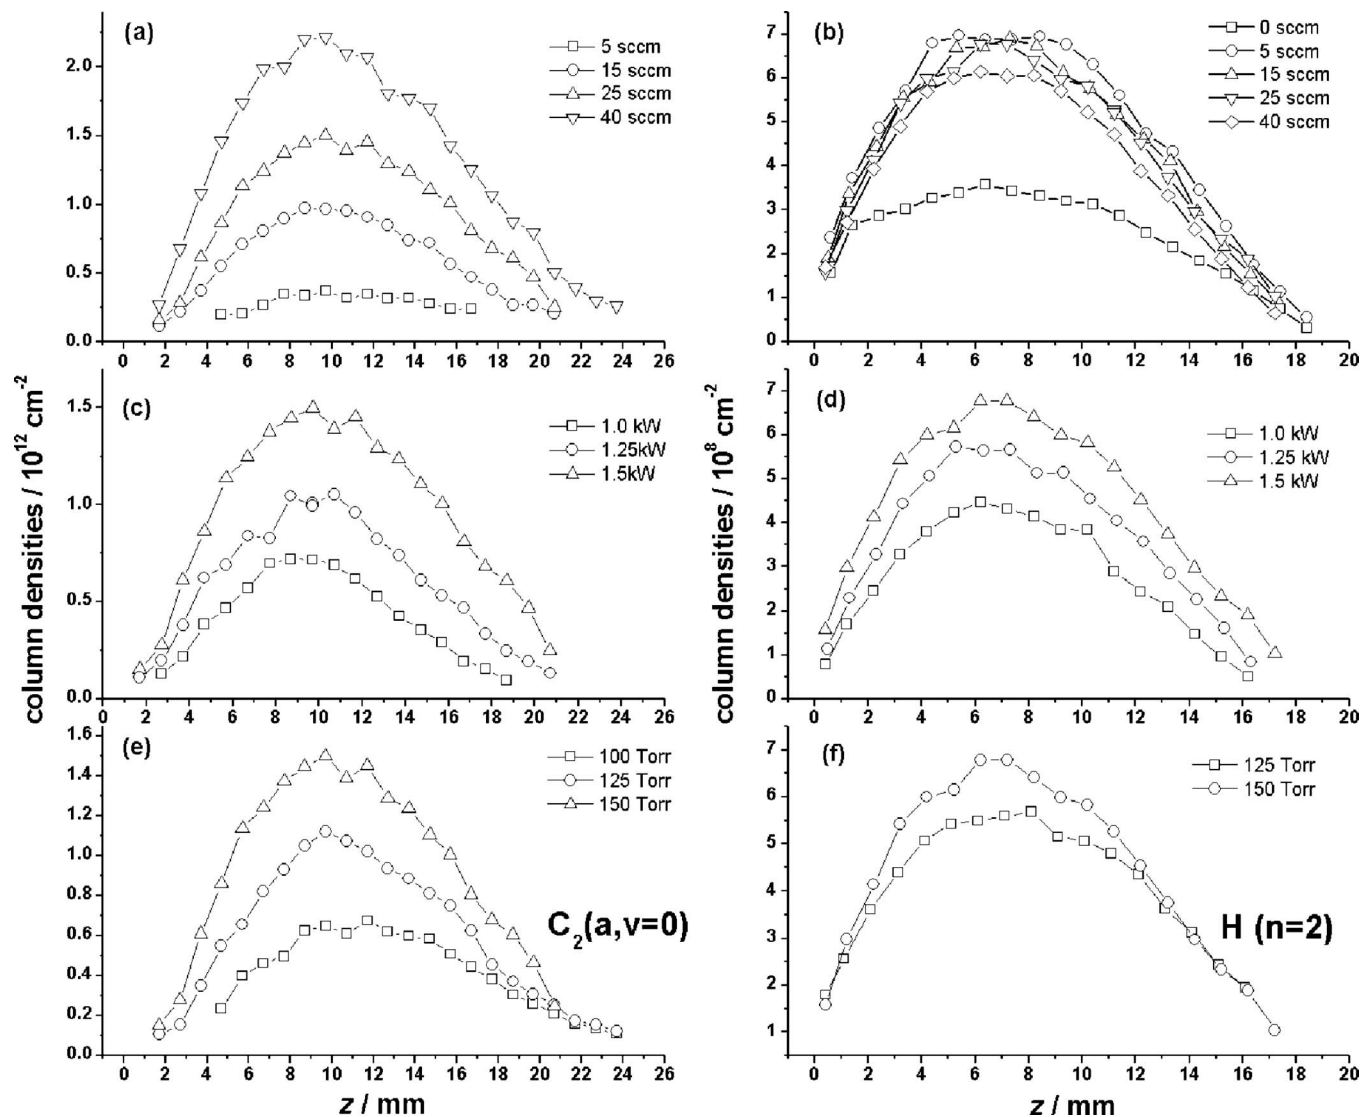 (a)
5 sccm
15 sccm
25 sccm
40 sccm
2.0
1.5
1.0
0.5
0.0
0 2 4 6 8 10 12 14 16 18 20 22 24 26
(b)
0 sccm
5 sccm
15 sccm
25 sccm
40 sccm
7
6
5
4
3
2
1
0
0 2 4 6 8 10 12 14 16 18 20
column densities / 10¹² cm⁻²
(c)
1.0 kW
1.25kW
1.5kW
1.5
1.0
0.5
0.0
0 2 4 6 8 10 12 14 16 18 20 22 24 26
column densities / 10⁸ cm⁻²
(d)
1.0 kW
1.25 kW
1.5 kW
7
6
5
4
3
2
1
0
0 2 4 6 8 10 12 14 16 18 20
(e)
100 Torr
125 Torr
150 Torr
C₂(a,v=0)
1.6
1.4
1.2
1.0
0.8
0.6
0.4
0.2
0.0
0 2 4 6 8 10 12 14 16 18 20 22 24 26
z / mm
(f)
125 Torr
150 Torr
H (n=2)
7
6
5
4
3
2
1
0 2 4 6 8 10 12 14 16 18 20
z / mm